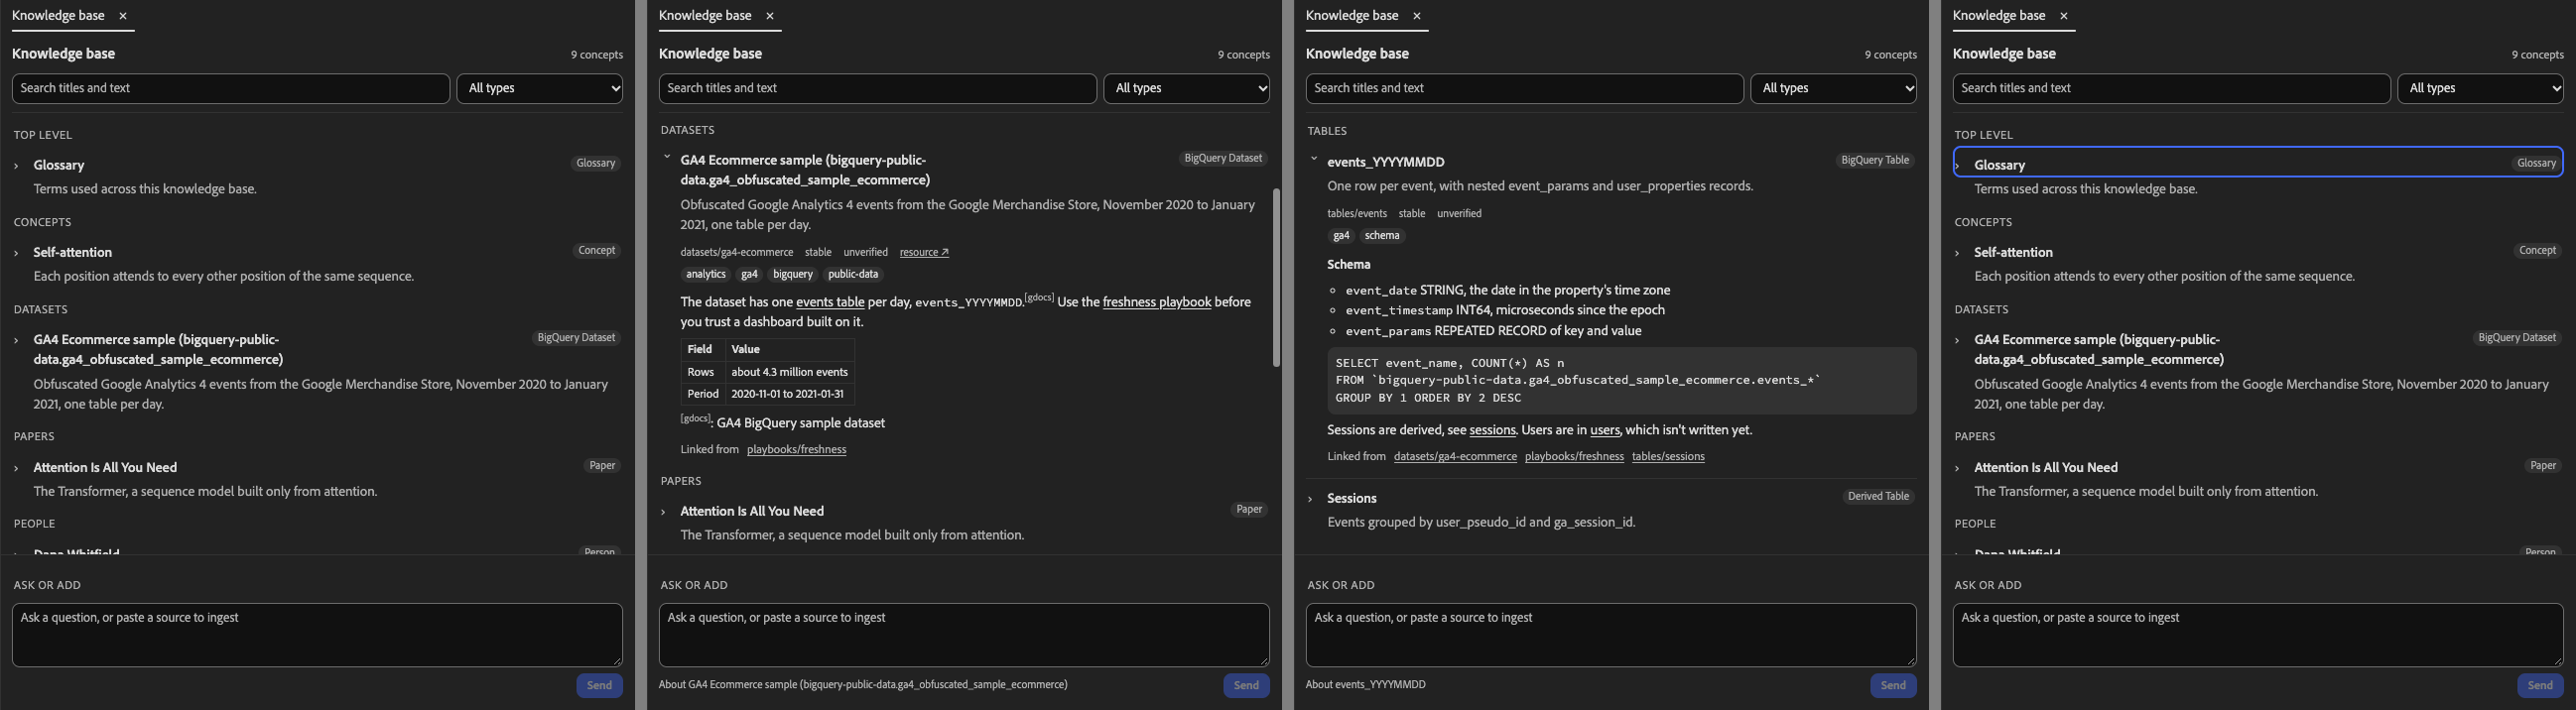 Knowledge base ×
Knowledge base 9 concepts
Search titles and text All types
TOP LEVEL
Glossary Glossary
Terms used across this knowledge base.
CONCEPTS
Self-attention Concept
Each position attends to every other position of the same sequence.
DATASETS
GA4 Ecommerce sample (bigquery-public- BigQuery Dataset
data.ga4_obfuscated_sample_ecommerce)
Obfuscated Google Analytics 4 events from the Google Merchandise Store, November 2020 to January
2021, one table per day.
PAPERS
Attention Is All You Need Paper
The Transformer, a sequence model built only from attention.
PEOPLE
Dana Whitfield Person
ASK OR ADD
Ask a question, or paste a source to ingest
Send
Knowledge base ×
Knowledge base 9 concepts
Search titles and text All types
DATASETS
GA4 Ecommerce sample (bigquery-public- BigQuery Dataset
data.ga4_obfuscated_sample_ecommerce)
Obfuscated Google Analytics 4 events from the Google Merchandise Store, November 2020 to January
2021, one table per day.
datasets/ga4-ecommerce stable unverified resource ↗
analytics ga4 bigquery public-data
The dataset has one events table per day, events_YYYYMMDD.[gdocs] Use the freshness playbook before
you trust a dashboard built on it.
Field Value
Rows about 4.3 million events
Period 2020-11-01 to 2021-01-31
[gdocs]: GA4 BigQuery sample dataset
Linked from playbooks/freshness
PAPERS
Attention Is All You Need Paper
The Transformer, a sequence model built only from attention.
ASK OR ADD
Ask a question, or paste a source to ingest
About GA4 Ecommerce sample (bigquery-public-data.ga4_obfuscated_sample_ecommerce) Send
Knowledge base ×
Knowledge base 9 concepts
Search titles and text All types
TABLES
events_YYYYMMDD BigQuery Table
One row per event, with nested event_params and user_properties records.
tables/events stable unverified
ga4 schema
Schema
event_date STRING, the date in the property's time zone
event_timestamp INT64, microseconds since the epoch
event_params REPEATED RECORD of key and value
SELECT event_name, COUNT(*) AS n
FROM `bigquery-public-data.ga4_obfuscated_sample_ecommerce.events_*`
GROUP BY 1 ORDER BY 2 DESC
Sessions are derived, see sessions. Users are in users, which isn't written yet.
Linked from datasets/ga4-ecommerce playbooks/freshness tables/sessions
Sessions Derived Table
Events grouped by user_pseudo_id and ga_session_id.
ASK OR ADD
Ask a question, or paste a source to ingest
About events_YYYYMMDD Send
Knowledge base ×
Knowledge base 9 concepts
Search titles and text All types
TOP LEVEL
Glossary Glossary
Terms used across this knowledge base.
CONCEPTS
Self-attention Concept
Each position attends to every other position of the same sequence.
DATASETS
GA4 Ecommerce sample (bigquery-public- BigQuery Dataset
data.ga4_obfuscated_sample_ecommerce)
Obfuscated Google Analytics 4 events from the Google Merchandise Store, November 2020 to January
2021, one table per day.
PAPERS
Attention Is All You Need Paper
The Transformer, a sequence model built only from attention.
PEOPLE
Dana Whitfield Person
ASK OR ADD
Ask a question, or paste a source to ingest
Send